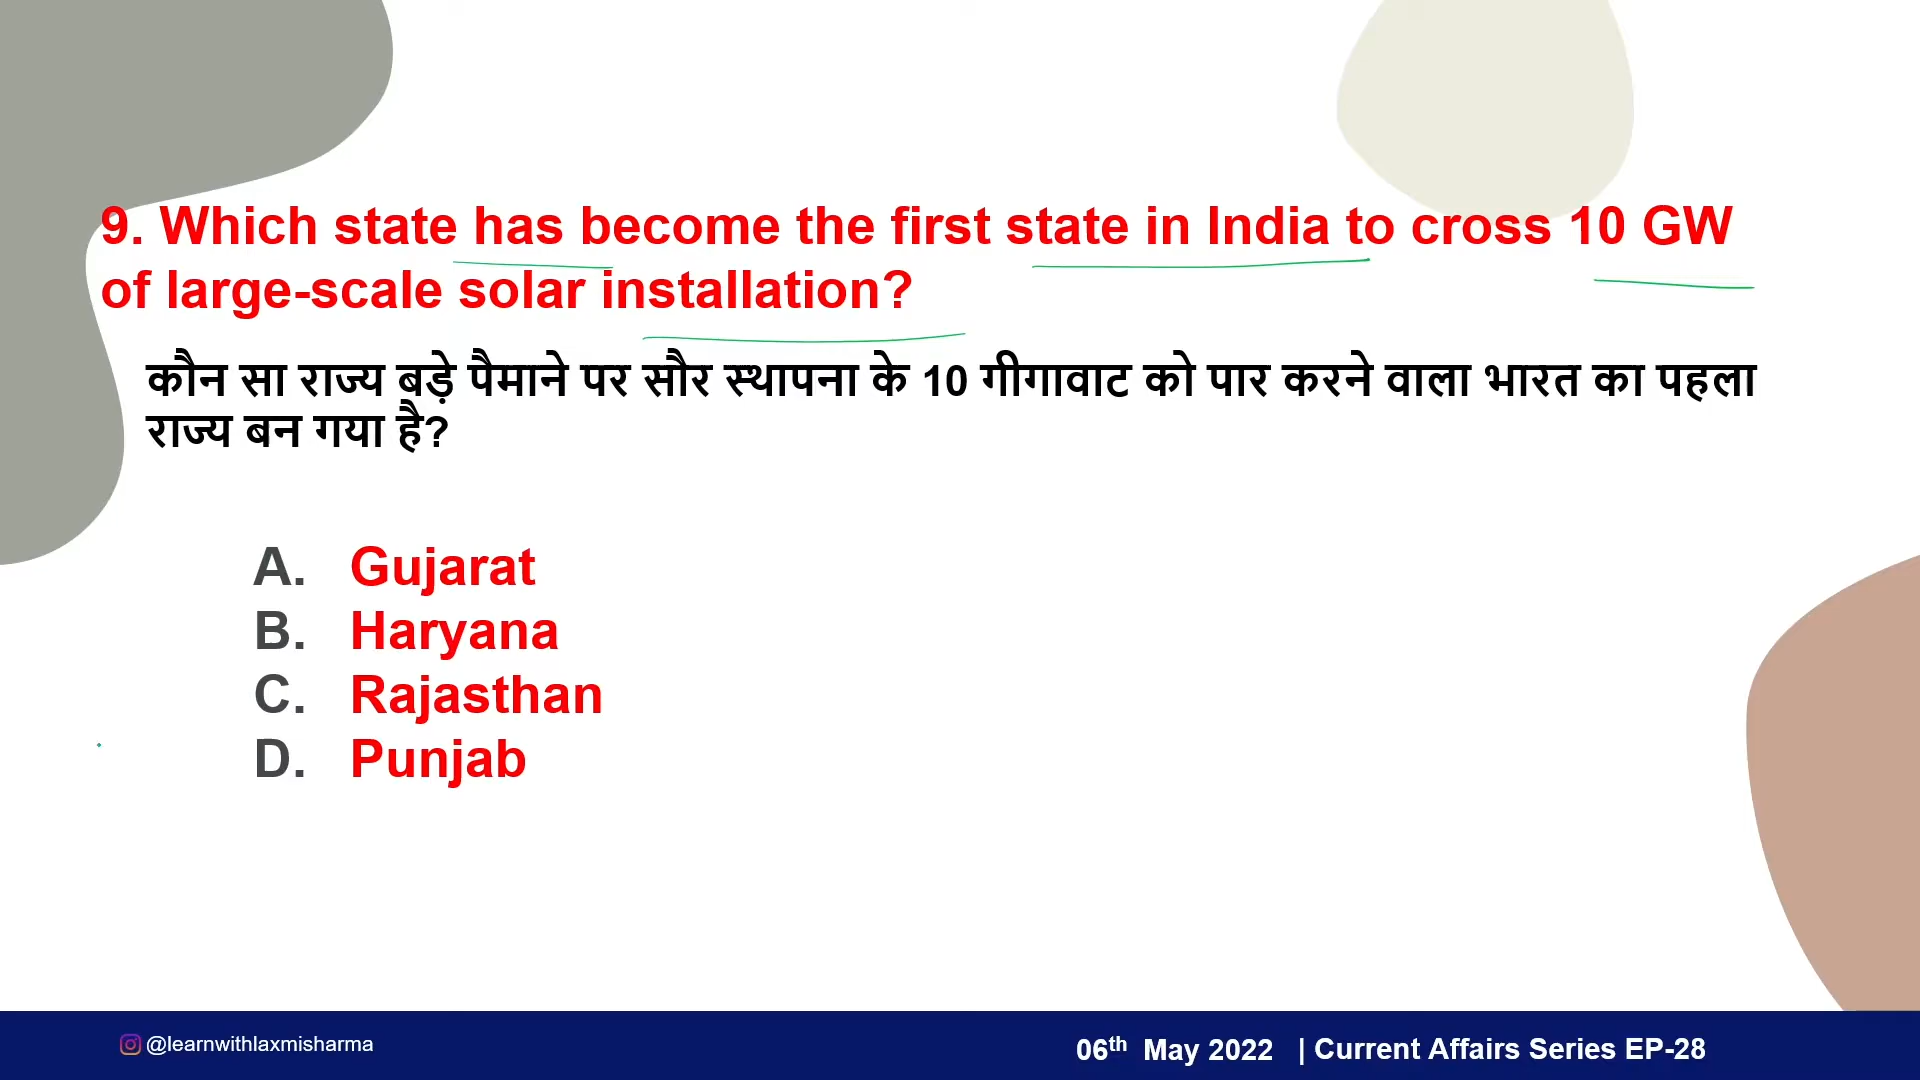 9. Which state has become the first state in India to cross 10 GW
of large-scale solar installation?
कौन सा राज्य बड़े पैमाने पर सौर स्थापना के 10 गीगावाट को पार करने वाला भारत का पहला
राज्य बन गया है?
A. Gujarat
B. Haryana
C. Rajasthan
D. Punjab
@learnwithlaxmisharma
06th May 2022 | Current Affairs Series EP-28